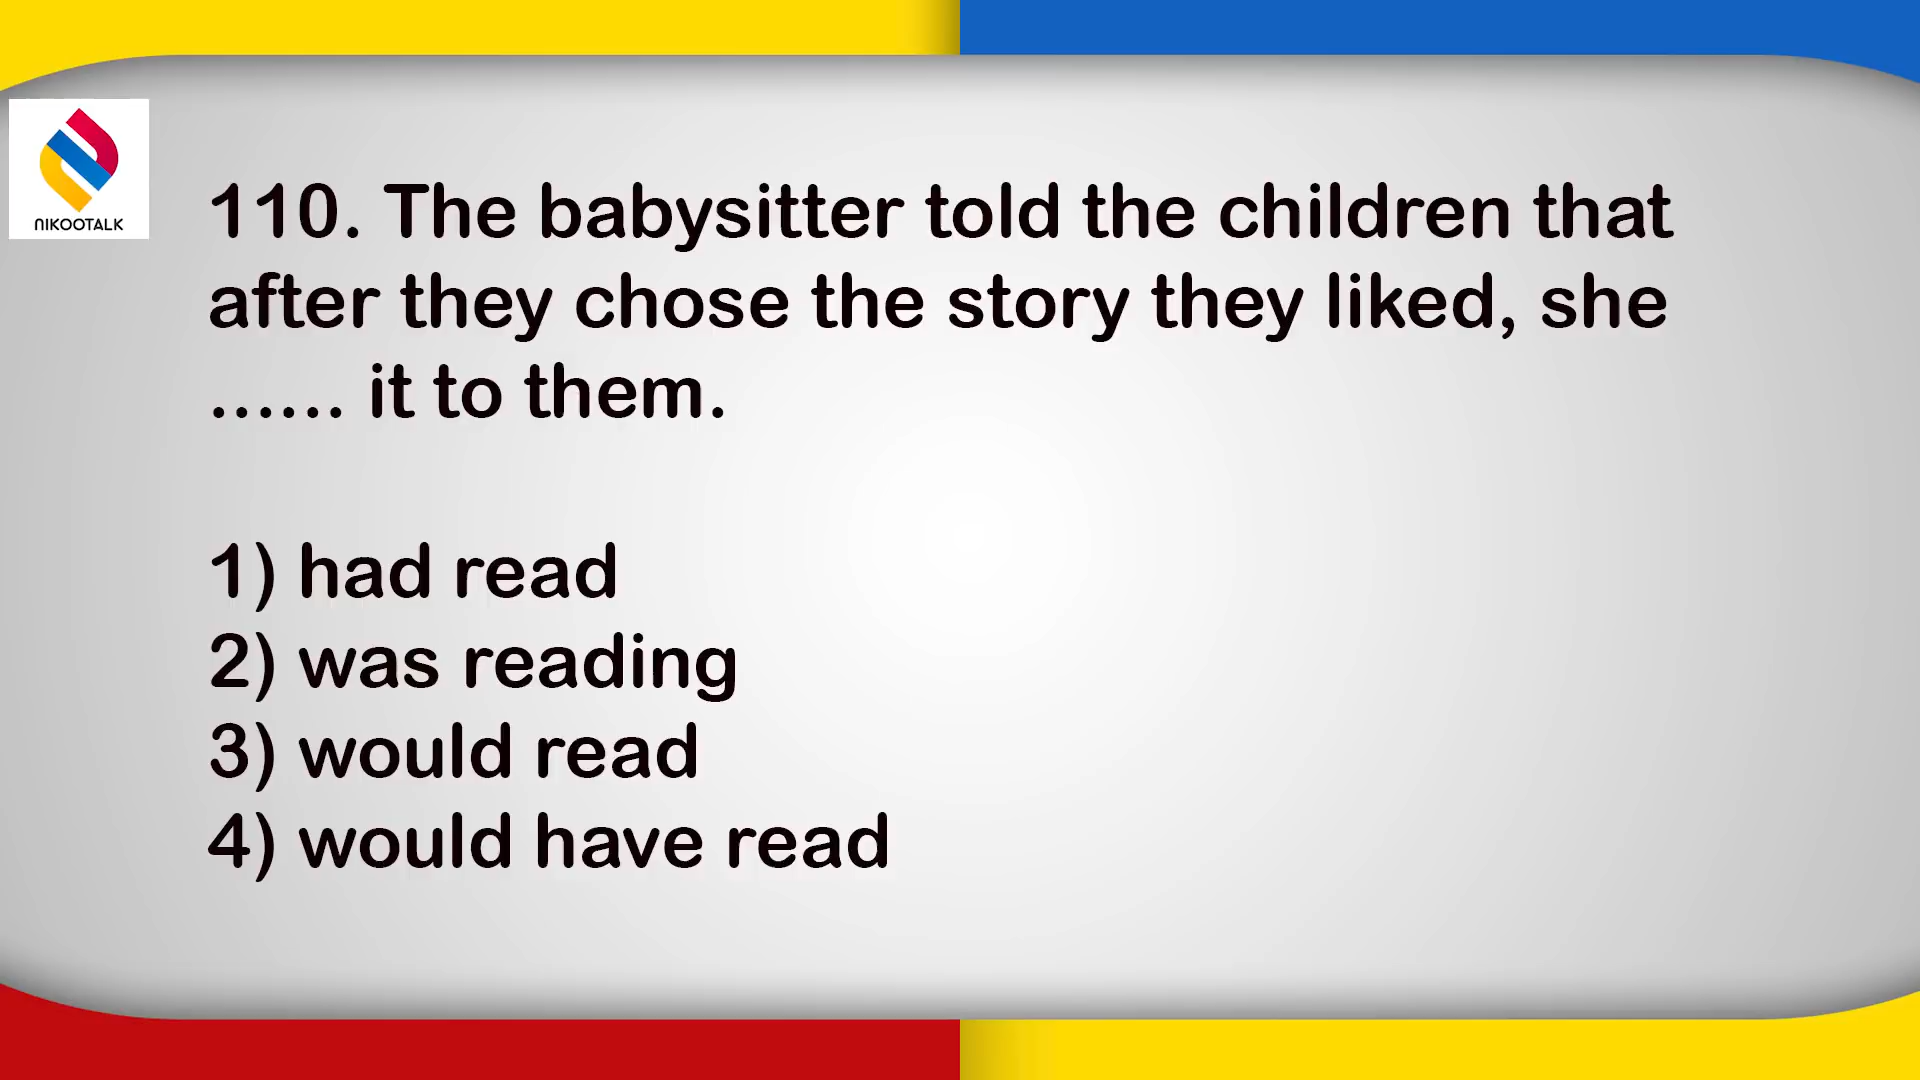 NIKOOTALK
110. The babysitter told the children that
after they chose the story they liked, she
...... it to them.
1) had read
2) was reading
3) would read
4) would have read